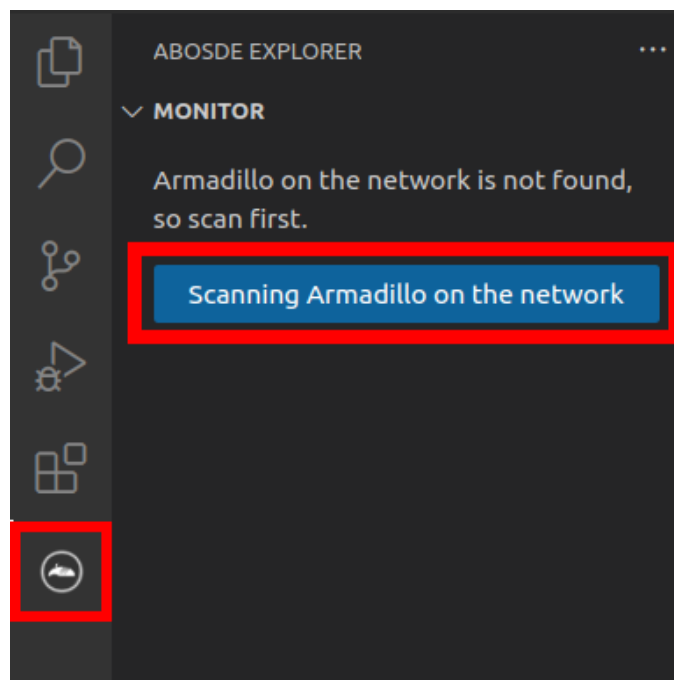 ABOSDE EXPLORER
MONITOR
Armadillo on the network is not found,
so scan first.
Scanning Armadillo on the network